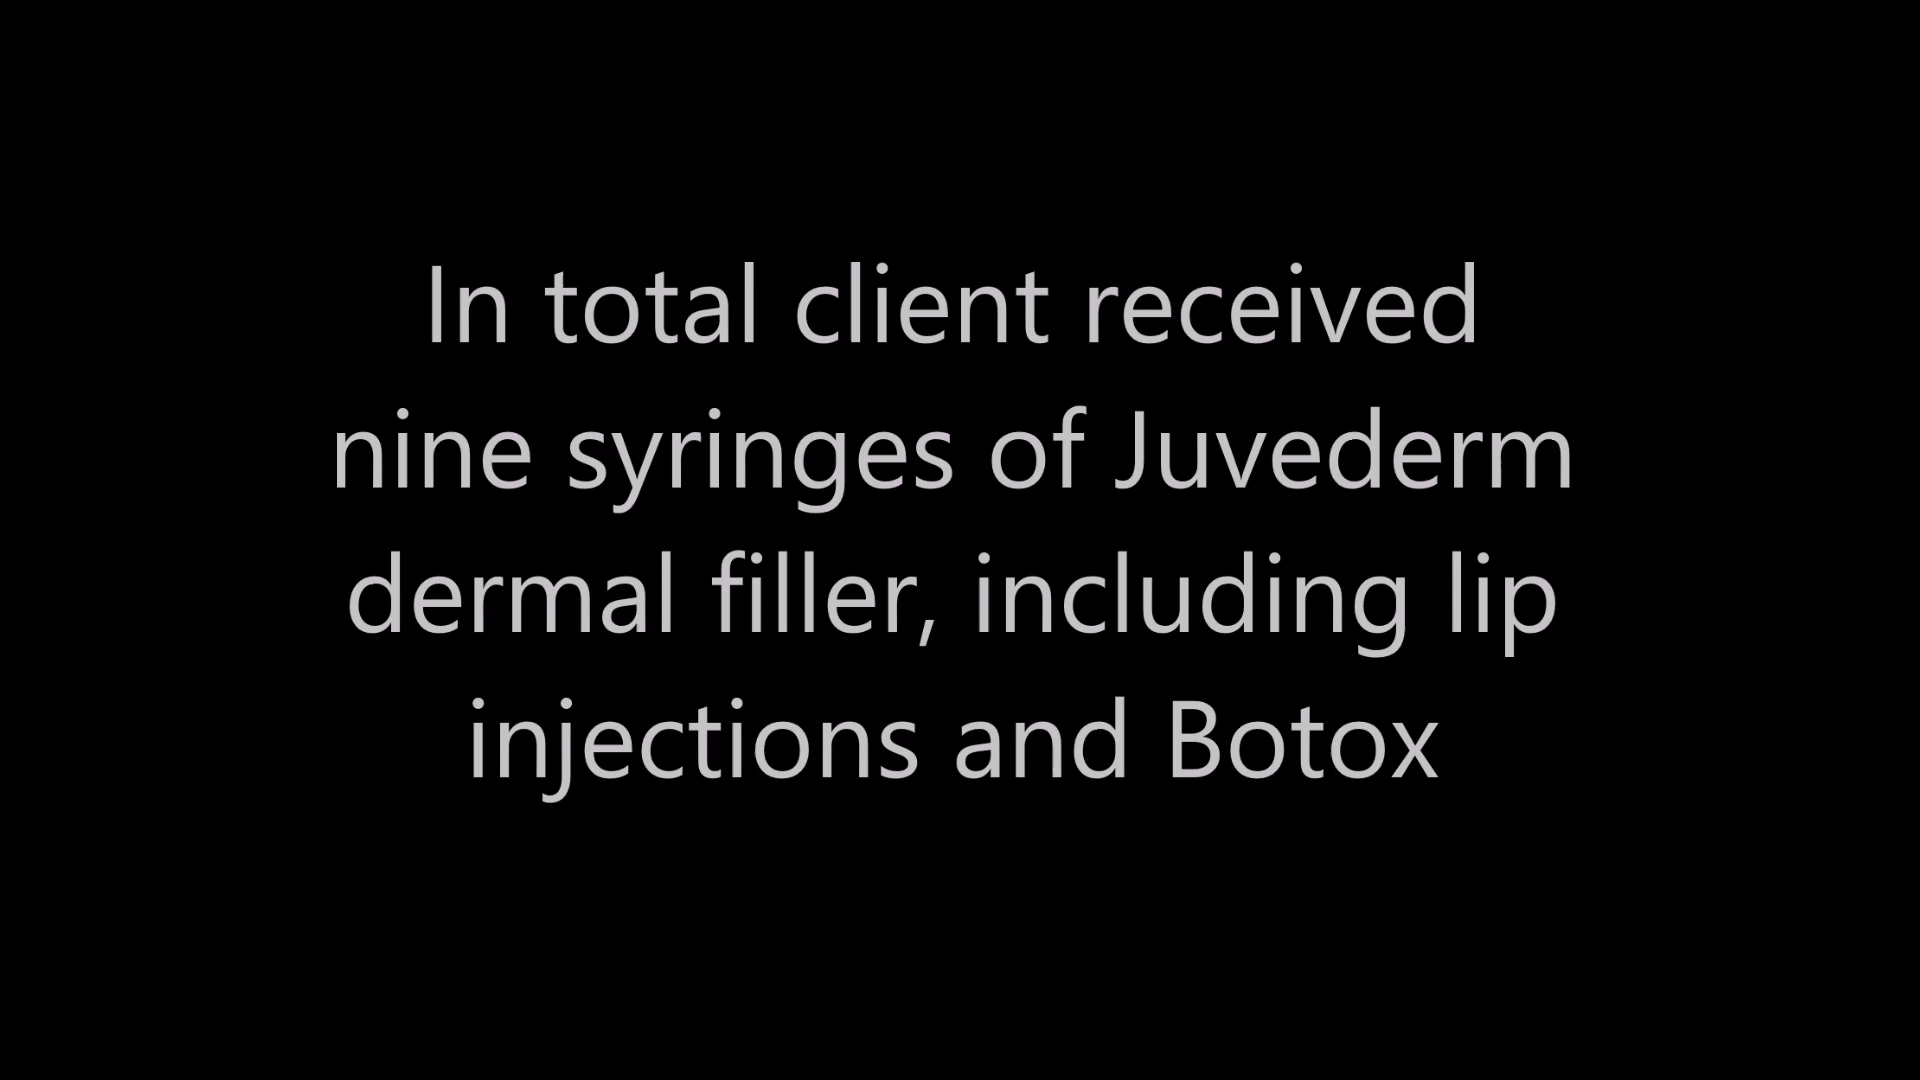 In total client received
nine syringes of Juvederm
dermal filler, including lip
injections and Botox